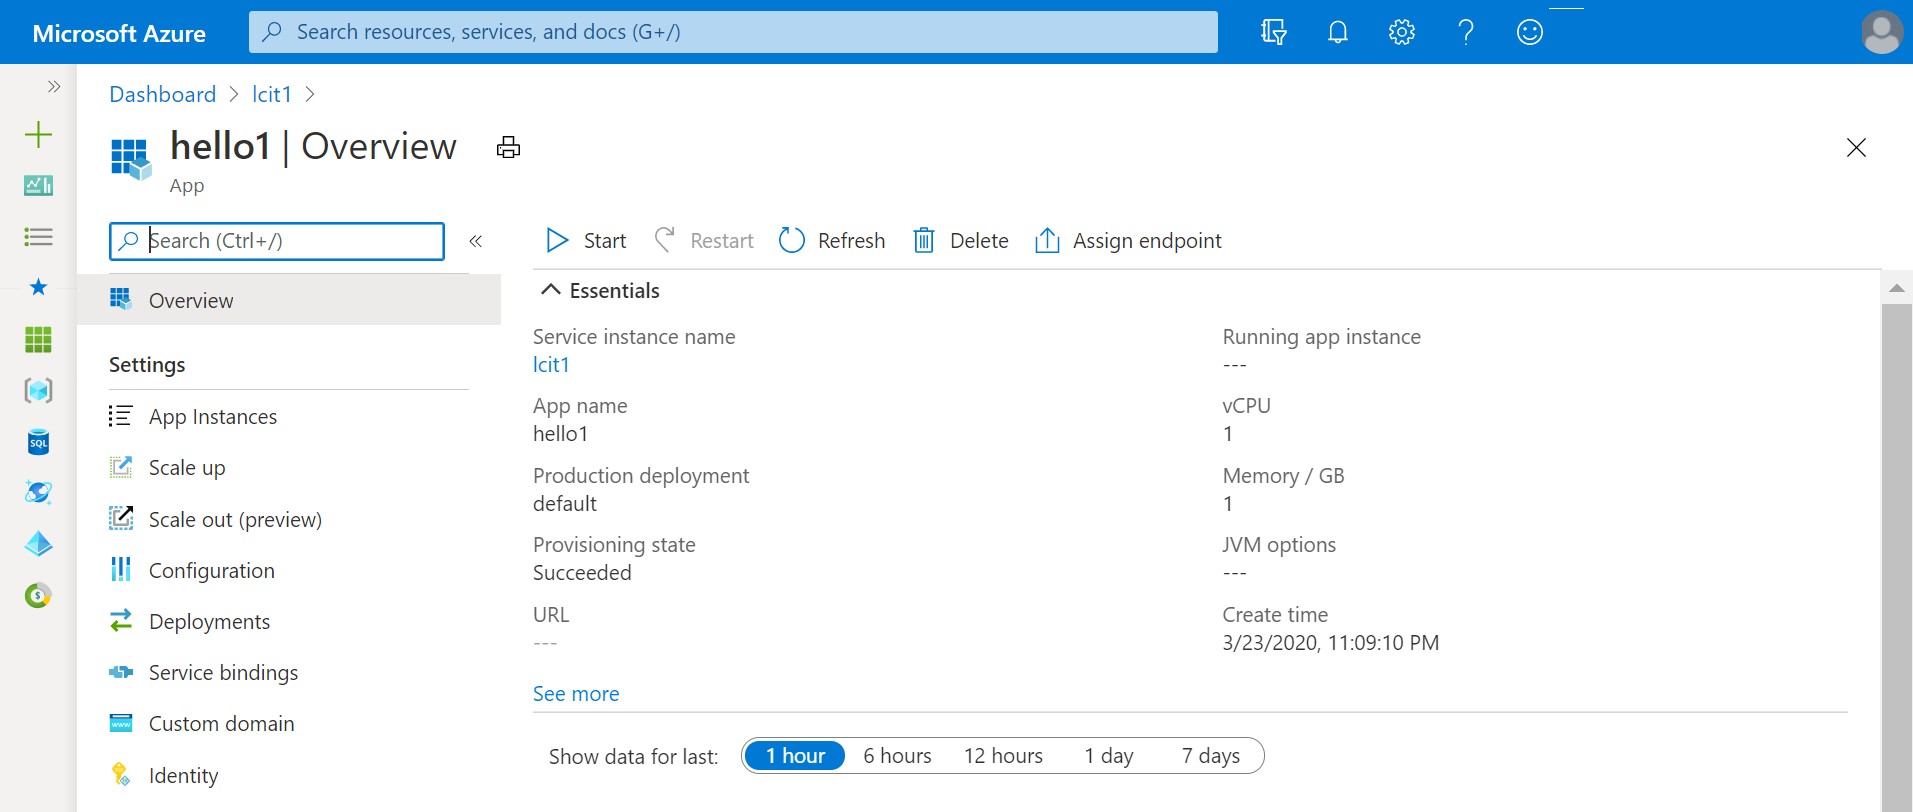 Microsoft Azure
Search resources, services, and docs (G+/)
Dashboard > lcit1 >
hello1 | Overview
App
Search (Ctrl+/)
«
Start Restart Refresh Delete Assign endpoint
Overview
Settings
App Instances
Scale up
Scale out (preview)
Configuration
Deployments
Service bindings
Custom domain
Identity
SQL
www
$
Essentials
Service instance name
lcit1
App name
hello1
Production deployment
default
Provisioning state
Succeeded
URL
---
See more
Running app instance
---
vCPU
1
Memory / GB
1
JVM options
---
Create time
3/23/2020, 11:09:10 PM
Show data for last: 1 hour 6 hours 12 hours 1 day 7 days